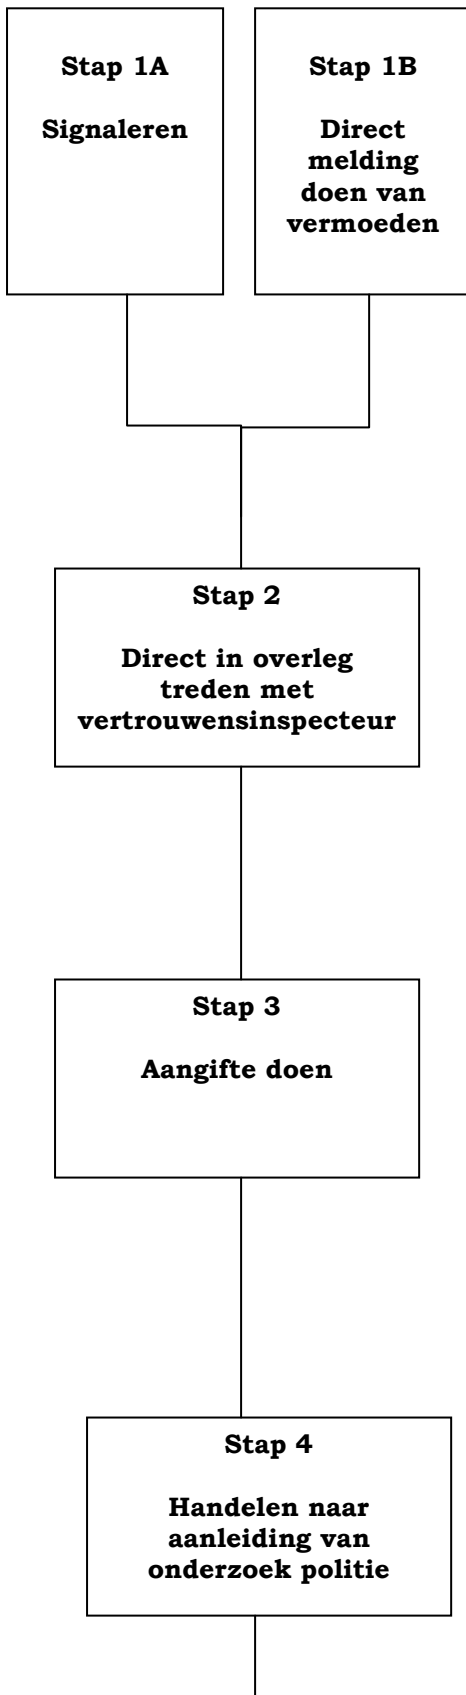 Stap 1A
Signaleren
Stap 1B
Direct
melding
doen van
vermoeden
Stap 2
Direct in overleg
treden met
vertrouwensinspecteur
Stap 3
Aangifte doen
Stap 4
Handelen naar
aanleiding van
onderzoek politie